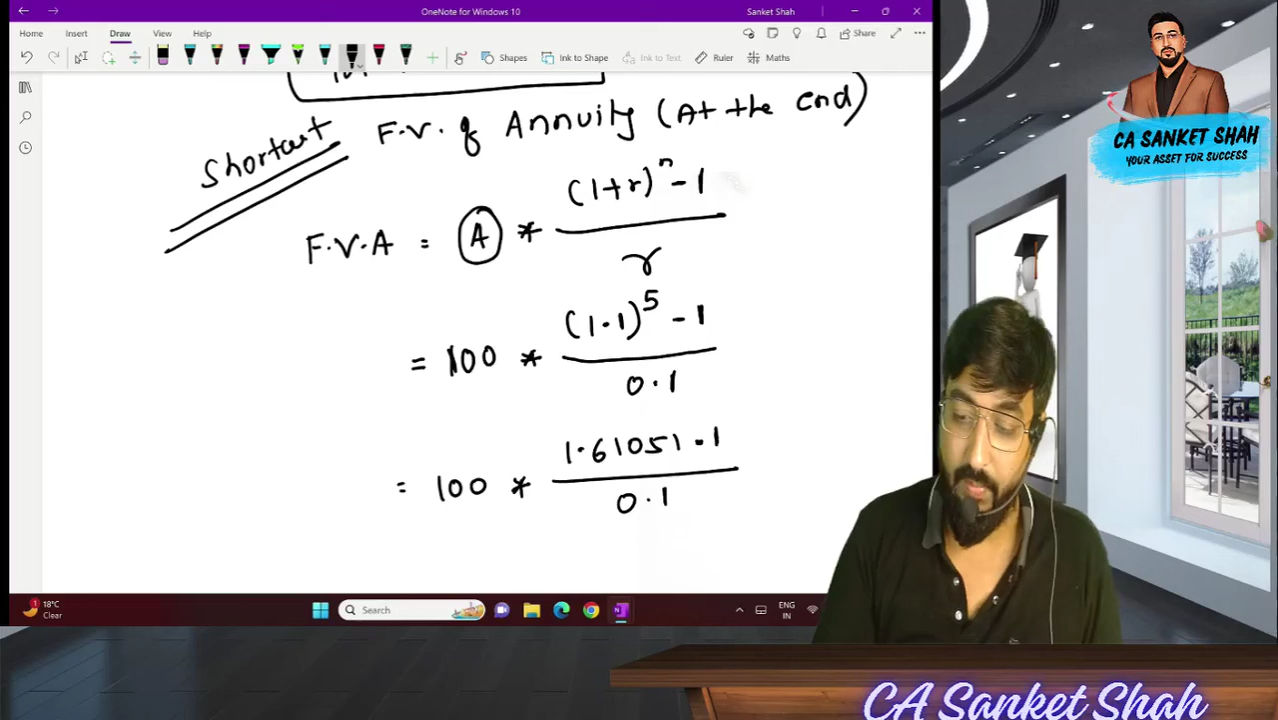 OneNote for Windows 10
Sanket Shah
Home Insert Draw View Help
Share
Shapes Ink to Shape Ink to Text Ruler Maths
Shortcut F.V. of Annuity (At the end)
F.V.A = A * (1+r)^n - 1 / r
= 100 * (1.1)^5 - 1 / 0.1
= 100 * 1.61051 - 1 / 0.1
CA SANKET SHAH
YOUR ASSET FOR SUCCESS
1
18°C
Clear
Search
ENG
IN
CA Sanket Shah